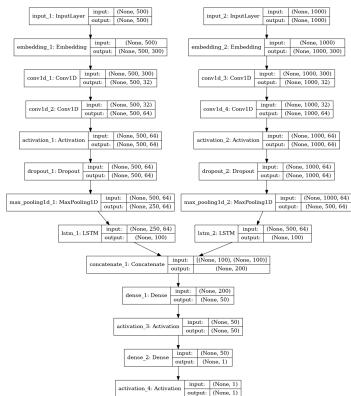 input_1: InputLayer input: (None, 500)
output: (None, 500)
input_2: InputLayer input: (None, 1000)
output: (None, 1000)
embedding_1: Embedding input: (None, 500)
output: (None, 500, 300)
embedding_2: Embedding input: (None, 1000)
output: (None, 1000, 300)
conv1d_1: Conv1D input: (None, 500, 300)
output: (None, 500, 32)
conv1d_3: Conv1D input: (None, 1000, 300)
output: (None, 1000, 32)
conv1d_2: Conv1D input: (None, 500, 32)
output: (None, 500, 64)
conv1d_4: Conv1D input: (None, 1000, 32)
output: (None, 1000, 64)
activation_1: Activation input: (None, 500, 64)
output: (None, 500, 64)
activation_2: Activation input: (None, 1000, 64)
output: (None, 1000, 64)
dropout_1: Dropout input: (None, 500, 64)
output: (None, 500, 64)
dropout_2: Dropout input: (None, 1000, 64)
output: (None, 1000, 64)
max_pooling1d_1: MaxPooling1D input: (None, 500, 64)
output: (None, 250, 64)
max_pooling1d_2: MaxPooling1D input: (None, 1000, 64)
output: (None, 500, 64)
lstm_1: LSTM input: (None, 250, 64)
output: (None, 100)
lstm_2: LSTM input: (None, 500, 64)
output: (None, 100)
concatenate_1: Concatenate input: [(None, 100), (None, 100)]
output: (None, 200)
dense_1: Dense input: (None, 200)
output: (None, 50)
activation_3: Activation input: (None, 50)
output: (None, 50)
dense_2: Dense input: (None, 50)
output: (None, 1)
activation_4: Activation input: (None, 1)
output: (None, 1)